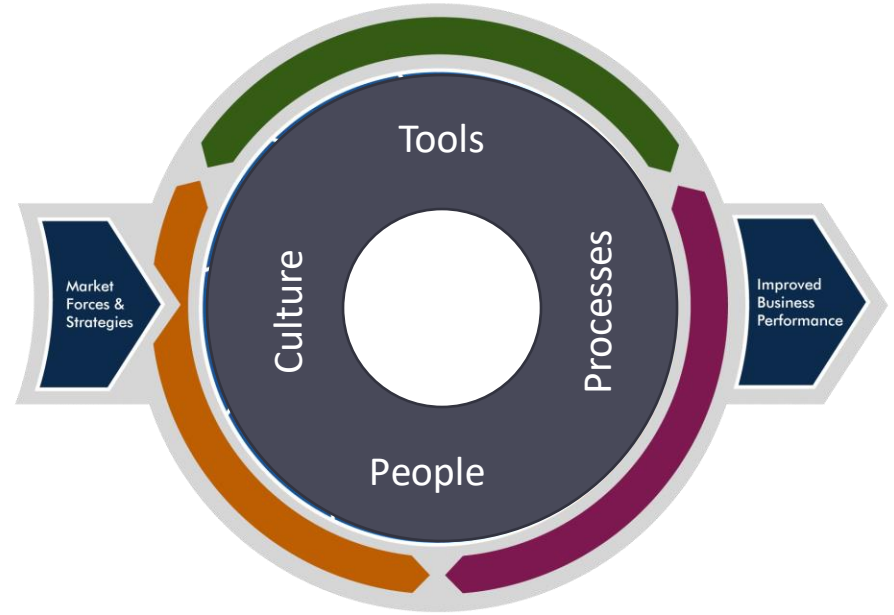 Tools
Culture
Processes
People
Market
Forces &
Strategies
Improved
Business
Performance